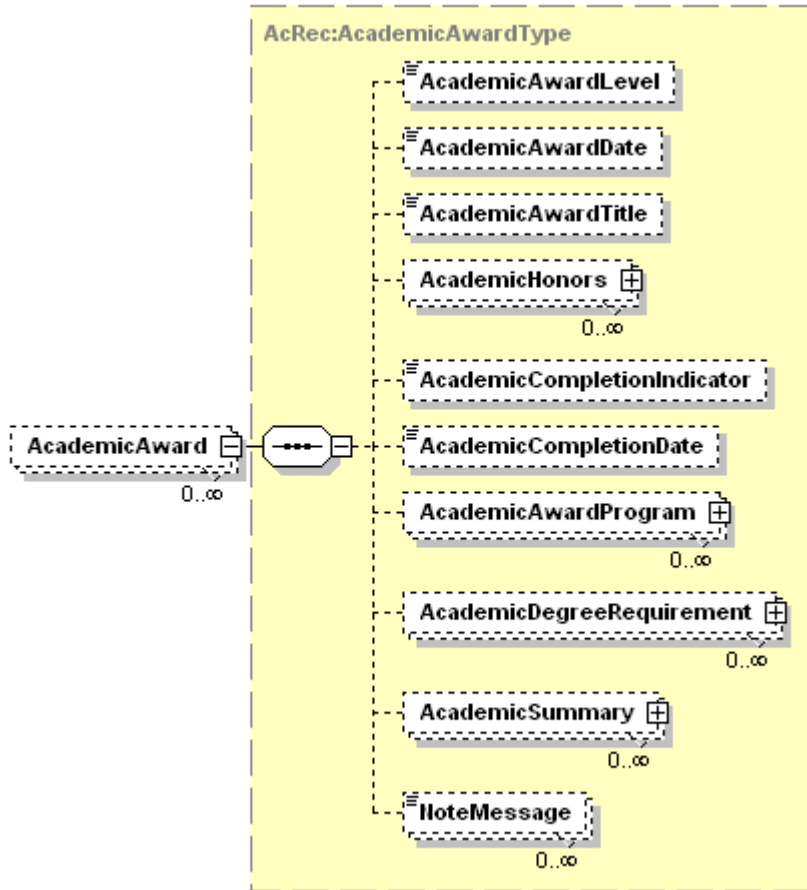 AcRec:AcademicAwardType
AcademicAwardLevel
AcademicAwardDate
AcademicAwardTitle
AcademicHonors
0..∞
AcademicCompletionIndicator
AcademicAward
0..∞
AcademicCompletionDate
AcademicAwardProgram
0..∞
AcademicDegreeRequirement
0..∞
AcademicSummary
0..∞
NoteMessage
0..∞